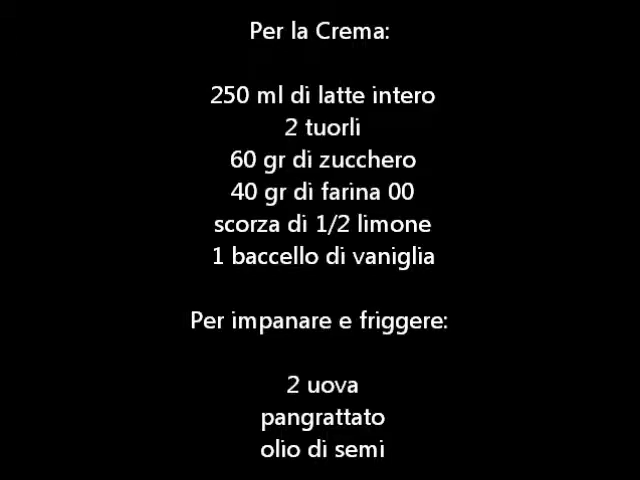 Per la Crema:
250 ml di latte intero
2 tuorli
60 gr di zucchero
40 gr di farina 00
scorza di 1/2 limone
1 baccello di vaniglia
Per impanare e friggere:
2 uova
pangrattato
olio di semi